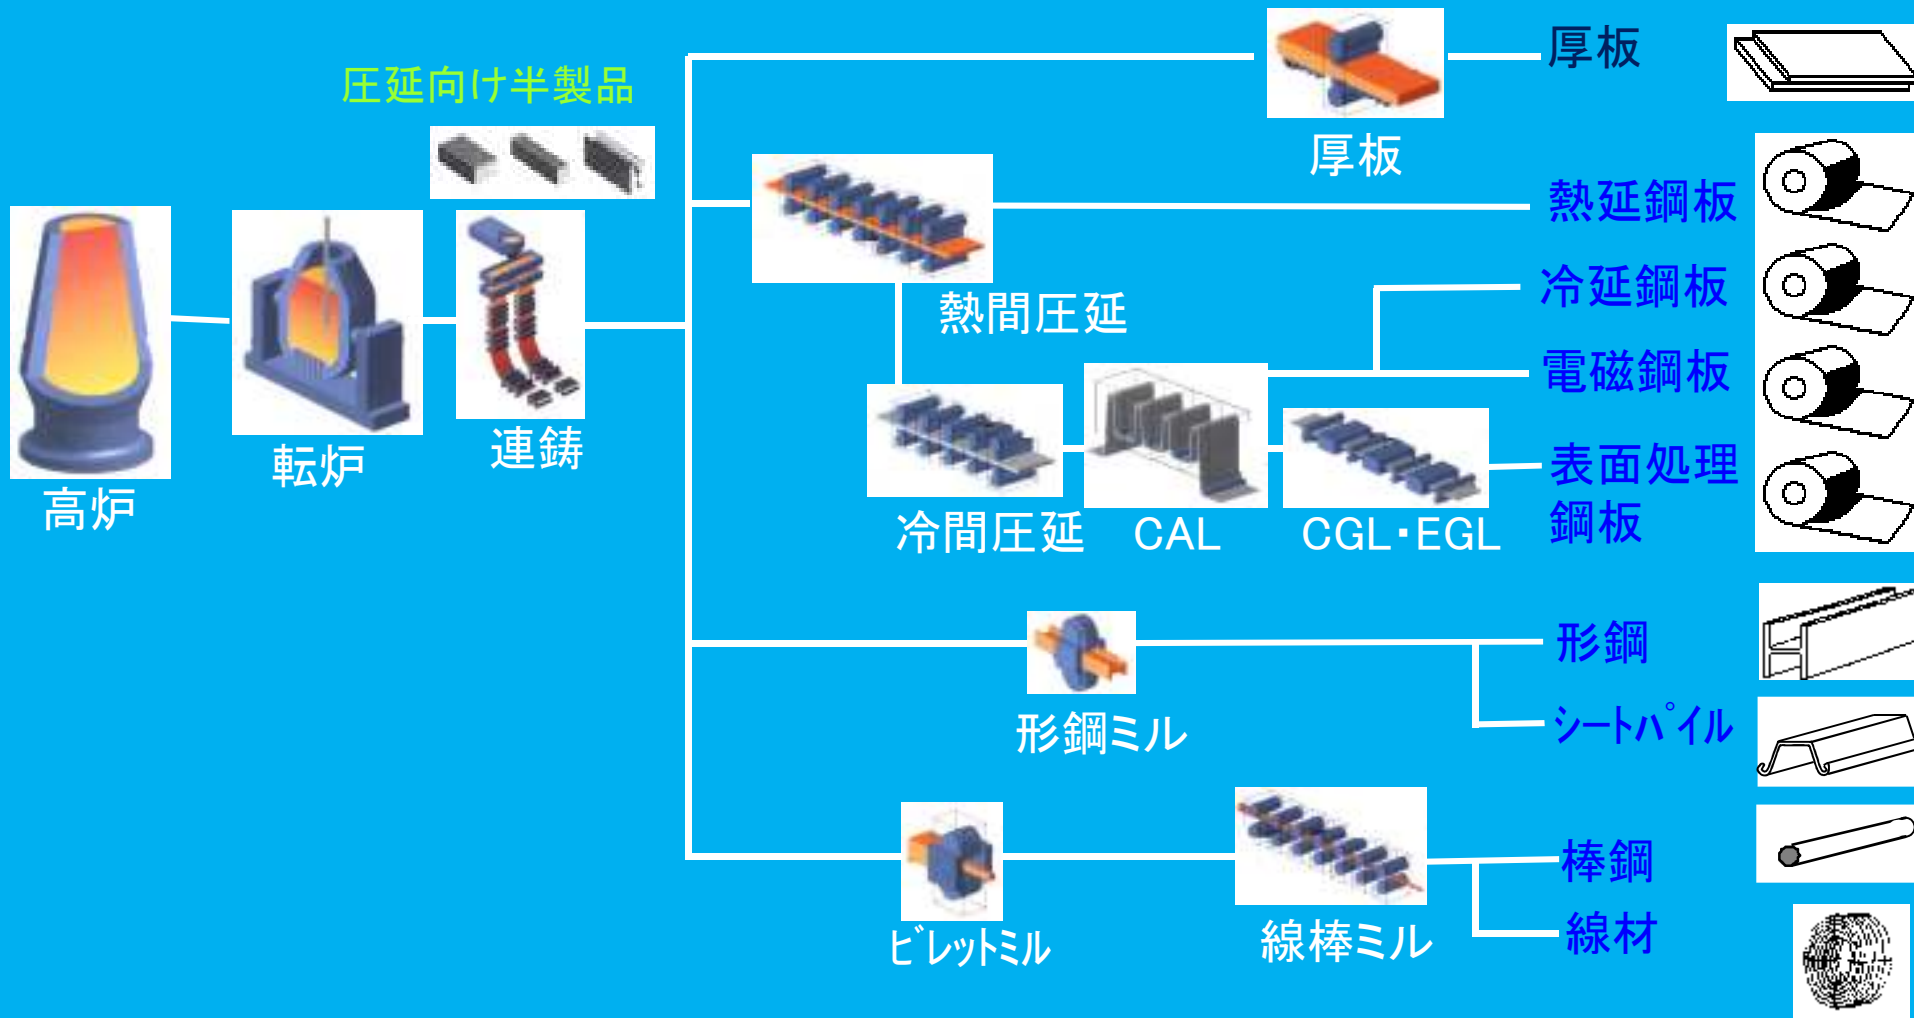 圧延向け半製品
高炉
転炉
連鋳
厚板
厚板
熱間圧延
熱延鋼板
冷延鋼板
電磁鋼板
冷間圧延
CAL
CGL・EGL
表面処理
鋼板
形鋼ミル
形鋼
ｼｰﾄﾊﾟｲﾙ
ﾋﾞﾚｯﾄﾐﾙ
線棒ミル
棒鋼
線材